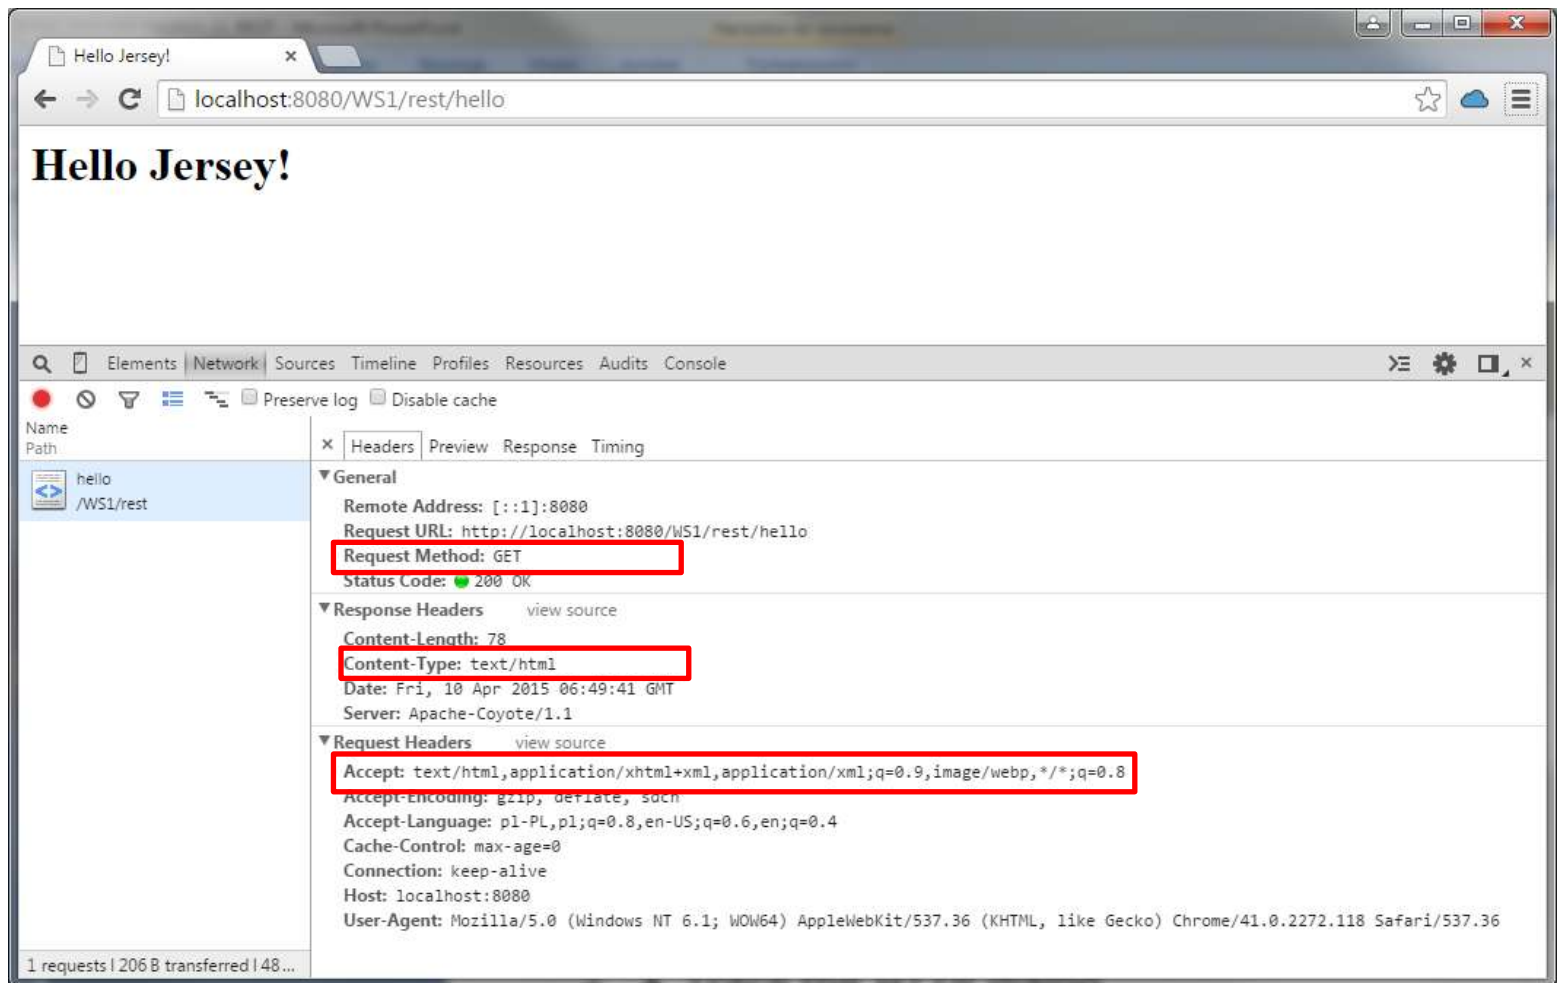 Hello Jersey!
localhost:8080/WS1/rest/hello
Hello Jersey!
Elements Network Sources Timeline Profiles Resources Audits Console
Preserve log Disable cache
Name
Path
Headers Preview Response Timing
hello
/WS1/rest
General
Remote Address: [::1]:8080
Request URL: http://localhost:8080/WS1/rest/hello
Request Method: GET
Status Code: 200 OK
Response Headers view source
Content-Length: 78
Content-Type: text/html
Date: Fri, 10 Apr 2015 06:49:41 GMT
Server: Apache-Coyote/1.1
Request Headers view source
Accept: text/html,application/xhtml+xml,application/xml;q=0.9,image/webp,*/*;q=0.8
Accept-Encoding: gzip, deflate, sdch
Accept-Language: pl-PL,pl;q=0.8,en-US;q=0.6,en;q=0.4
Cache-Control: max-age=0
Connection: keep-alive
Host: localhost:8080
User-Agent: Mozilla/5.0 (Windows NT 6.1; WOW64) AppleWebKit/537.36 (KHTML, like Gecko) Chrome/41.0.2272.118 Safari/537.36
1 requests | 206 B transferred | 48...